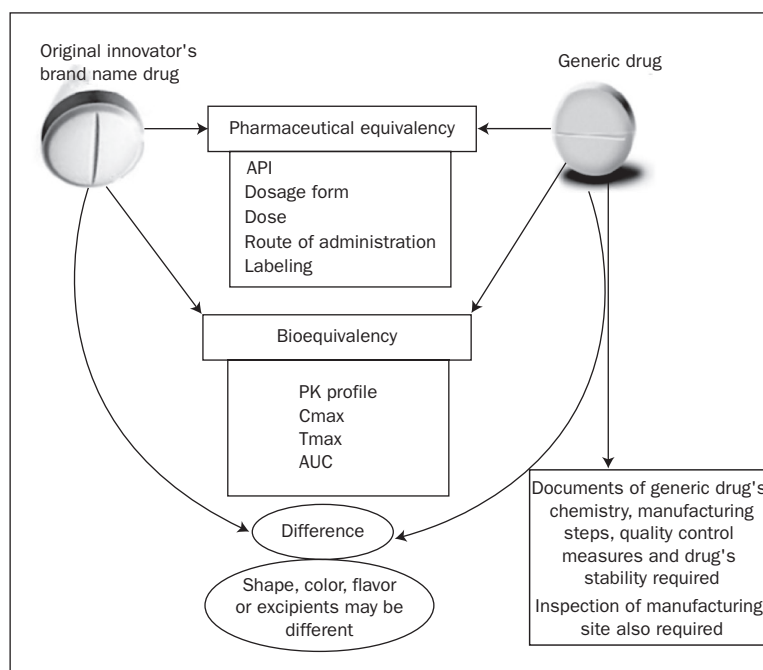 Original innovator's
brand name drug
Generic drug
Pharmaceutical equivalency
API
Dosage form
Dose
Route of administration
Labeling
Bioequivalency
PK profile
Cmax
Tmax
AUC
Difference
Shape, color, flavor
or excipients may be
different
Documents of generic drug's
chemistry, manufacturing
steps, quality control
measures and drug's
stability required
Inspection of manufacturing
site also required